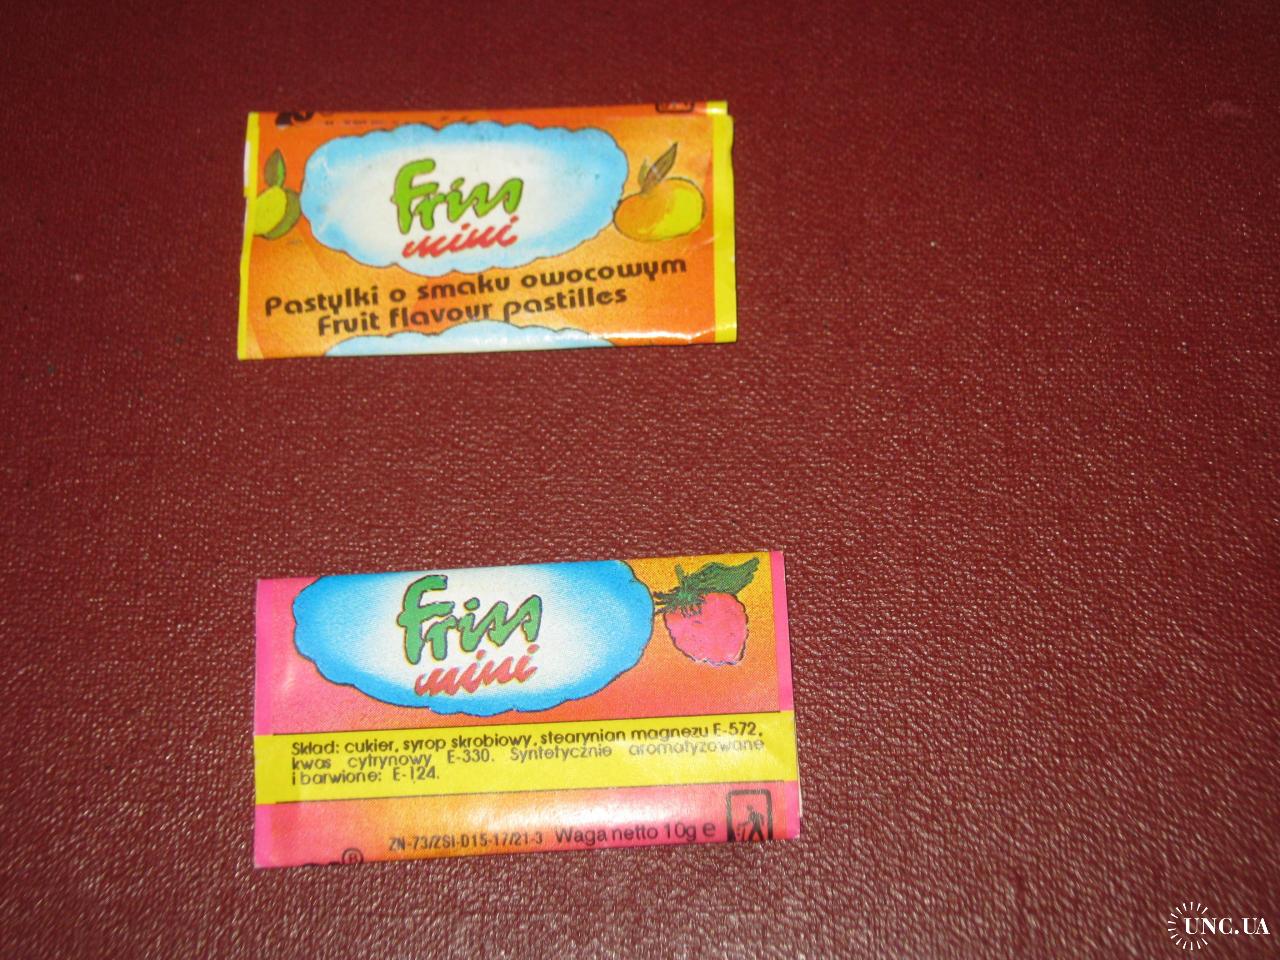 Friss
mini
Pastylki o smaku owocowym
Fruit flavour pastilles
Friss
mini
Skład: cukier, syrop skrobiowy, stearynian magnezu E-572,
kwas cytrynowy E-330. Syntetycznie aromatyzowane
i barwione: E-124.
ZN-73/ZSI-D15-17/21-3 Waga netto 10g e
UNC.UA